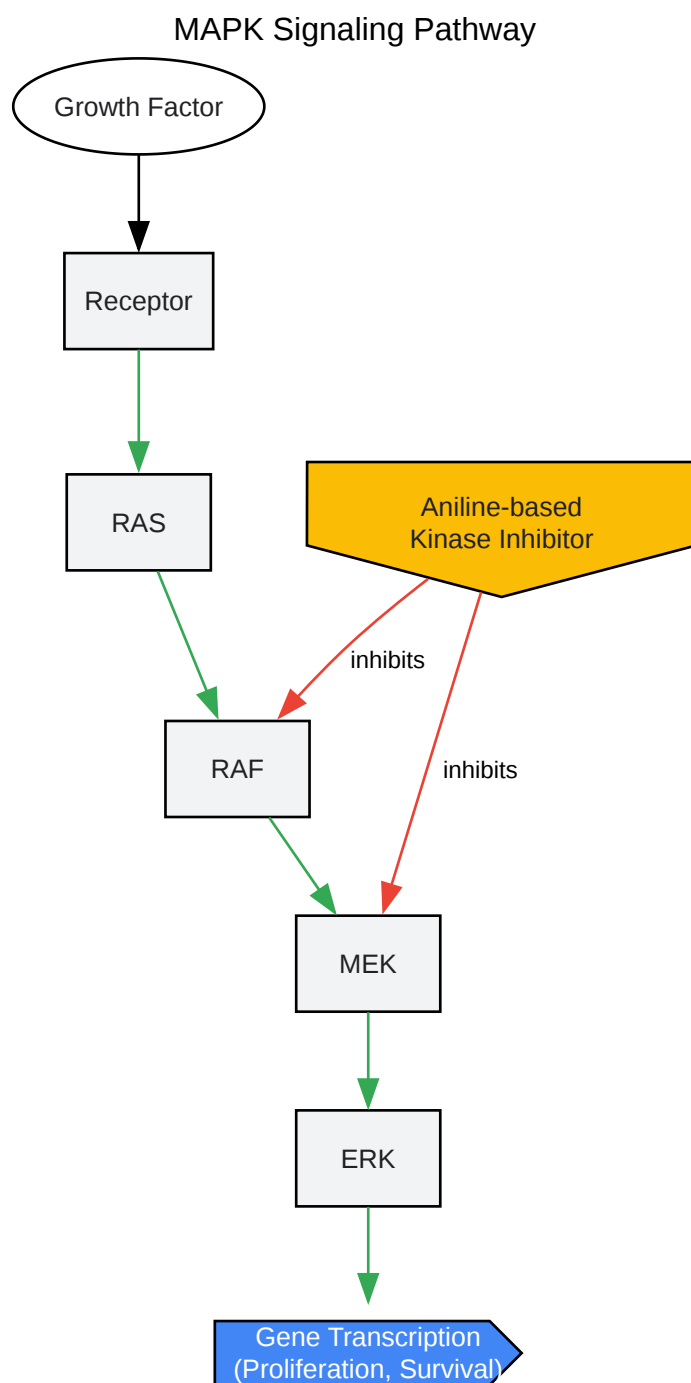 MAPK Signaling Pathway
Growth Factor
Receptor
RAS
Aniline-based
Kinase Inhibitor
inhibits
RAF
inhibits
MEK
ERK
Gene Transcription
(Proliferation, Survival)